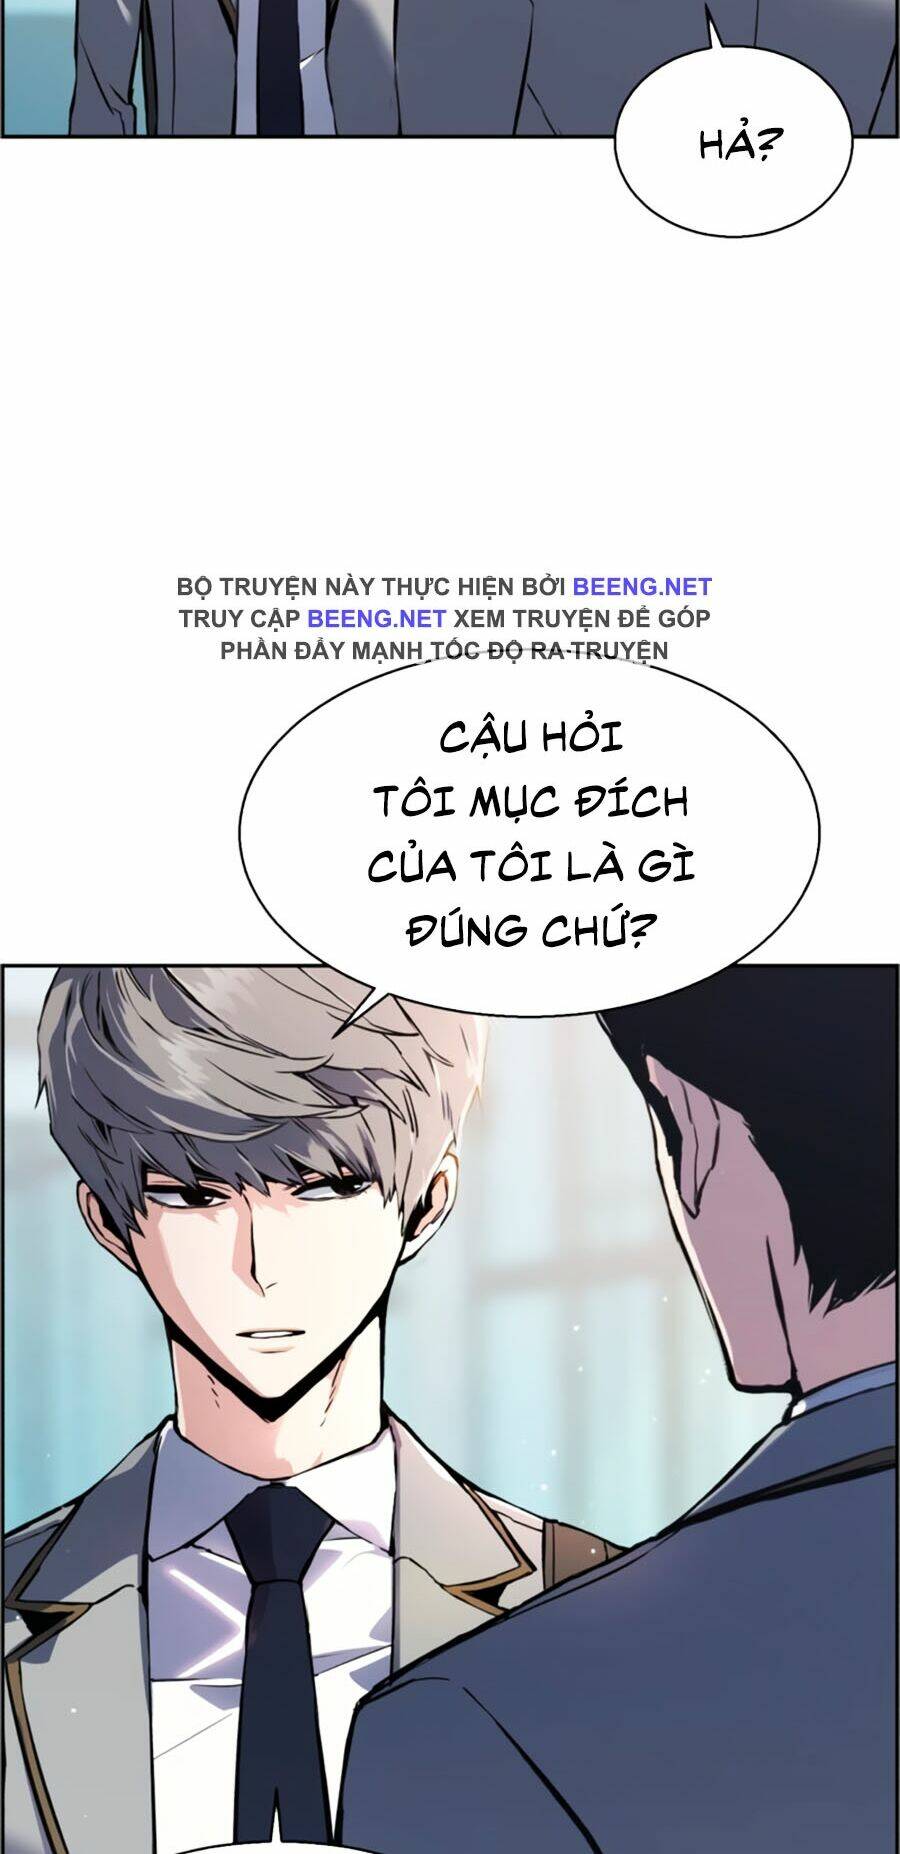 HẢ?
BỘ TRUYỆN NÀY THỰC HIỆN BỞI BEENG.NET
TRUY CẬP BEENG.NET XEM TRUYỆN ĐỂ GÓP
PHẦN ĐẨY MẠNH TỐC ĐỘ RA TRUYỆN
CẬU HỎI
TÔI MỤC ĐÍCH
CỦA TÔI LÀ GÌ
ĐÚNG CHỨ?